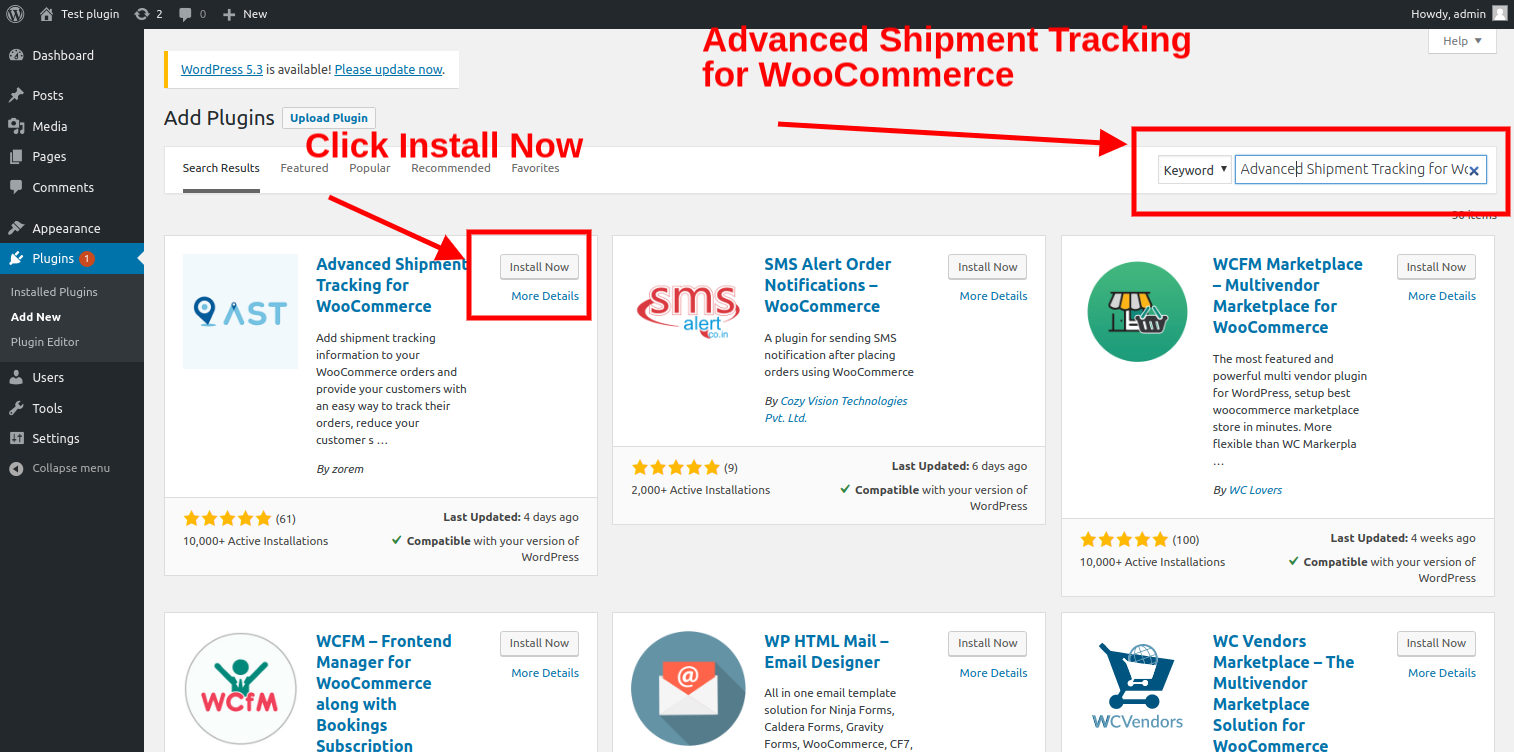 Test plugin 2 0 New Howdy, admin
Advanced Shipment Tracking
for WooCommerce
Help
Dashboard
Posts
Media
Pages
Comments
Appearance
Plugins 1
Installed Plugins
Add New
Plugin Editor
Users
Tools
Settings
Collapse menu
WordPress 5.3 is available! Please update now.
Add Plugins Upload Plugin
Click Install Now
Search Results Featured Popular Recommended Favorites
Keyword Advanced Shipment Tracking for Wo
30 items
Advanced Shipment
Tracking for
WooCommerce
Install Now
More Details
AST
Add shipment tracking
information to your
WooCommerce orders and
provide your customers with
an easy way to track their
orders, reduce your
customer s …
By zorem
(61)
Last Updated: 4 days ago
10,000+ Active Installations
Compatible with your version of
WordPress
SMS Alert Order
Notifications –
WooCommerce
Install Now
More Details
sms
alert
.co.in
A plugin for sending SMS
notification after placing
orders using WooCommerce
By Cozy Vision Technologies
Pvt. Ltd.
(9)
Last Updated: 6 days ago
2,000+ Active Installations
Compatible with your version of
WordPress
WCFM Marketplace
– Multivendor
Marketplace for
WooCommerce
Install Now
More Details
The most featured and
powerful multi vendor plugin
for WordPress, setup best
woocommerce marketplace
store in minutes. More
flexible than WC Markerpla
…
By WC Lovers
(100)
Last Updated: 4 weeks ago
10,000+ Active Installations
Compatible with your version of
WordPress
WCFM – Frontend
Manager for
WooCommerce
along with
Bookings
Subscription
Install Now
More Details
WCfM
WP HTML Mail –
Email Designer
Install Now
More Details
@
All in one email template
solution for Ninja Forms,
Caldera Forms, Gravity
Forms, WooCommerce, CF7,
WC Vendors
Marketplace – The
Multivendor
Marketplace
Solution for
WooCommerce
Install Now
More Details
WCVendors